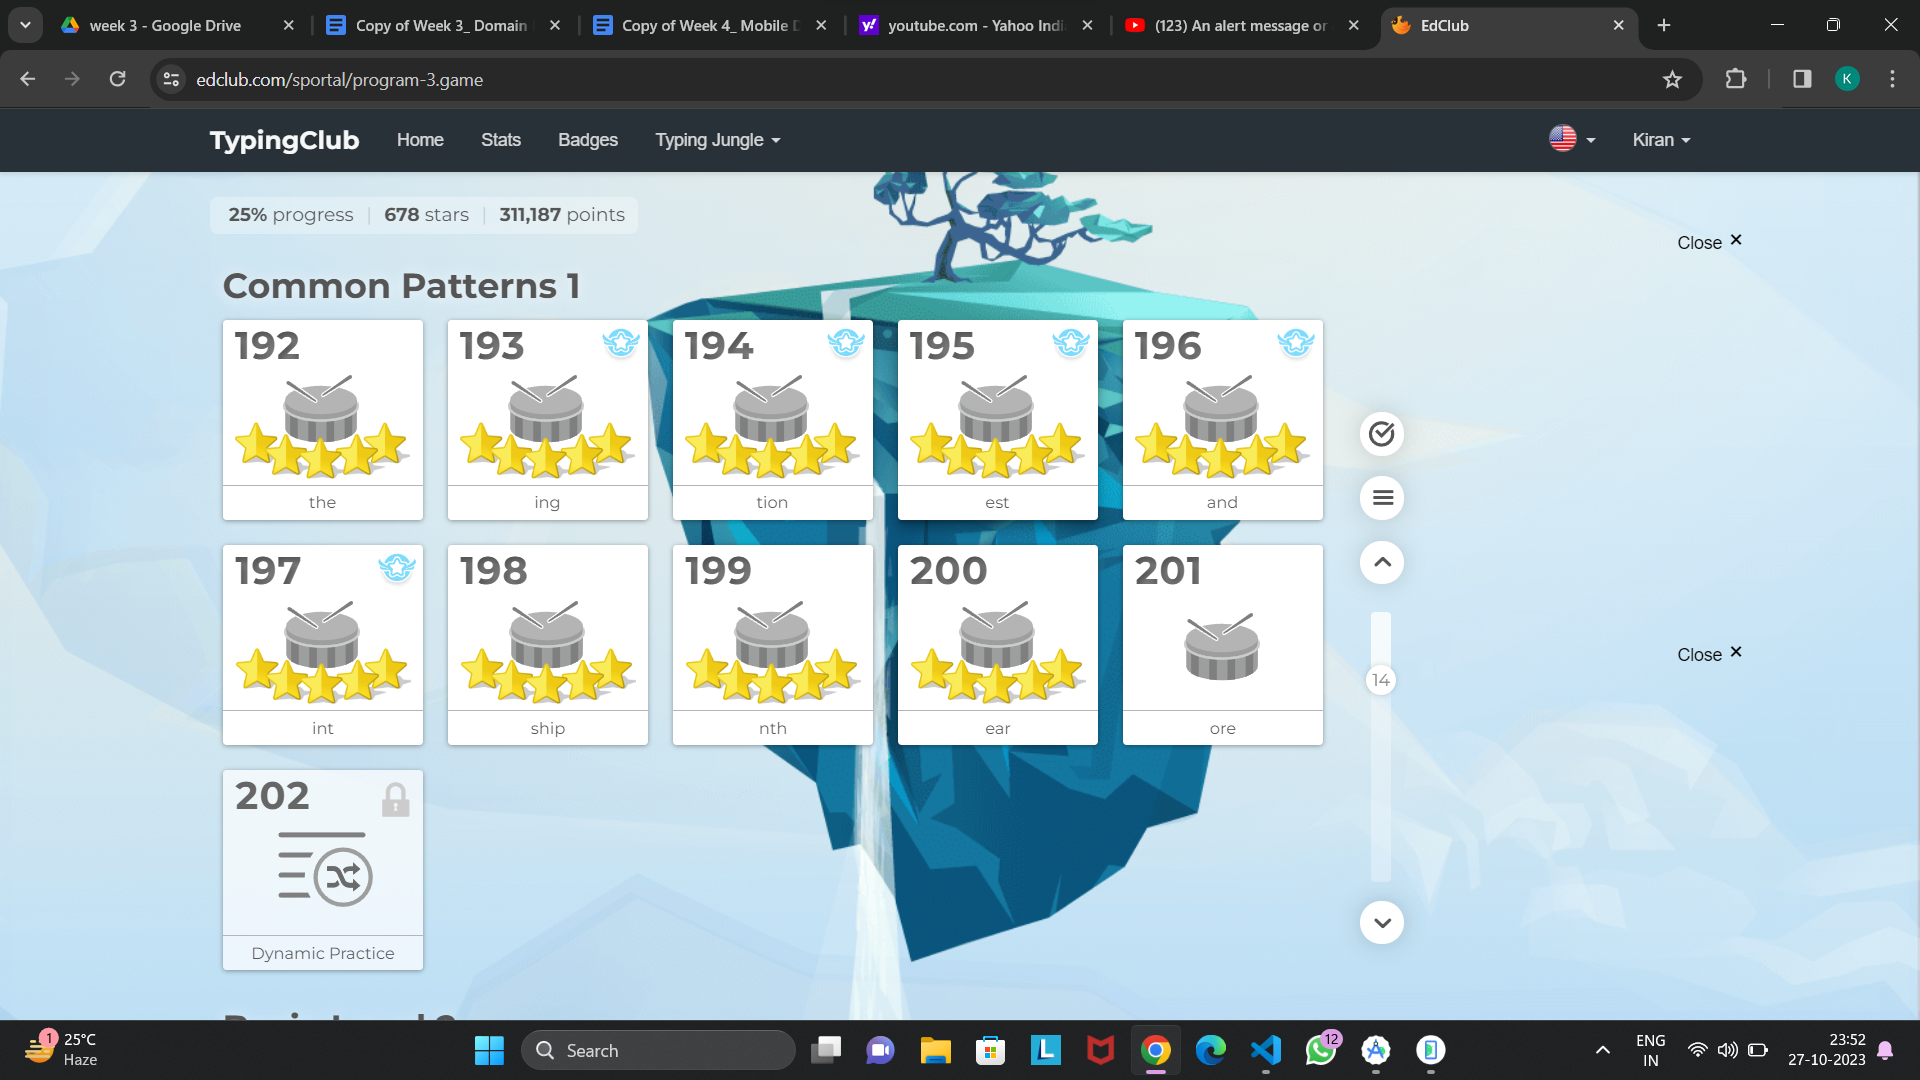 week 3 - Google Drive
Copy of Week 3_ Domain
Copy of Week 4_ Mobile D
youtube.com - Yahoo Indi
(123) An alert message or
EdClub
edclub.com/sportal/program-3.game
K
TypingClub
Home
Stats
Badges
Typing Jungle
Kiran
25% progress
678 stars
311,187 points
Close
Common Patterns 1
192
the
193
ing
194
tion
195
est
196
and
197
int
198
ship
199
nth
200
ear
201
ore
14
Close
202
Dynamic Practice
1
25°C
Haze
Search
L
12
ENG
IN
23:52
27-10-2023